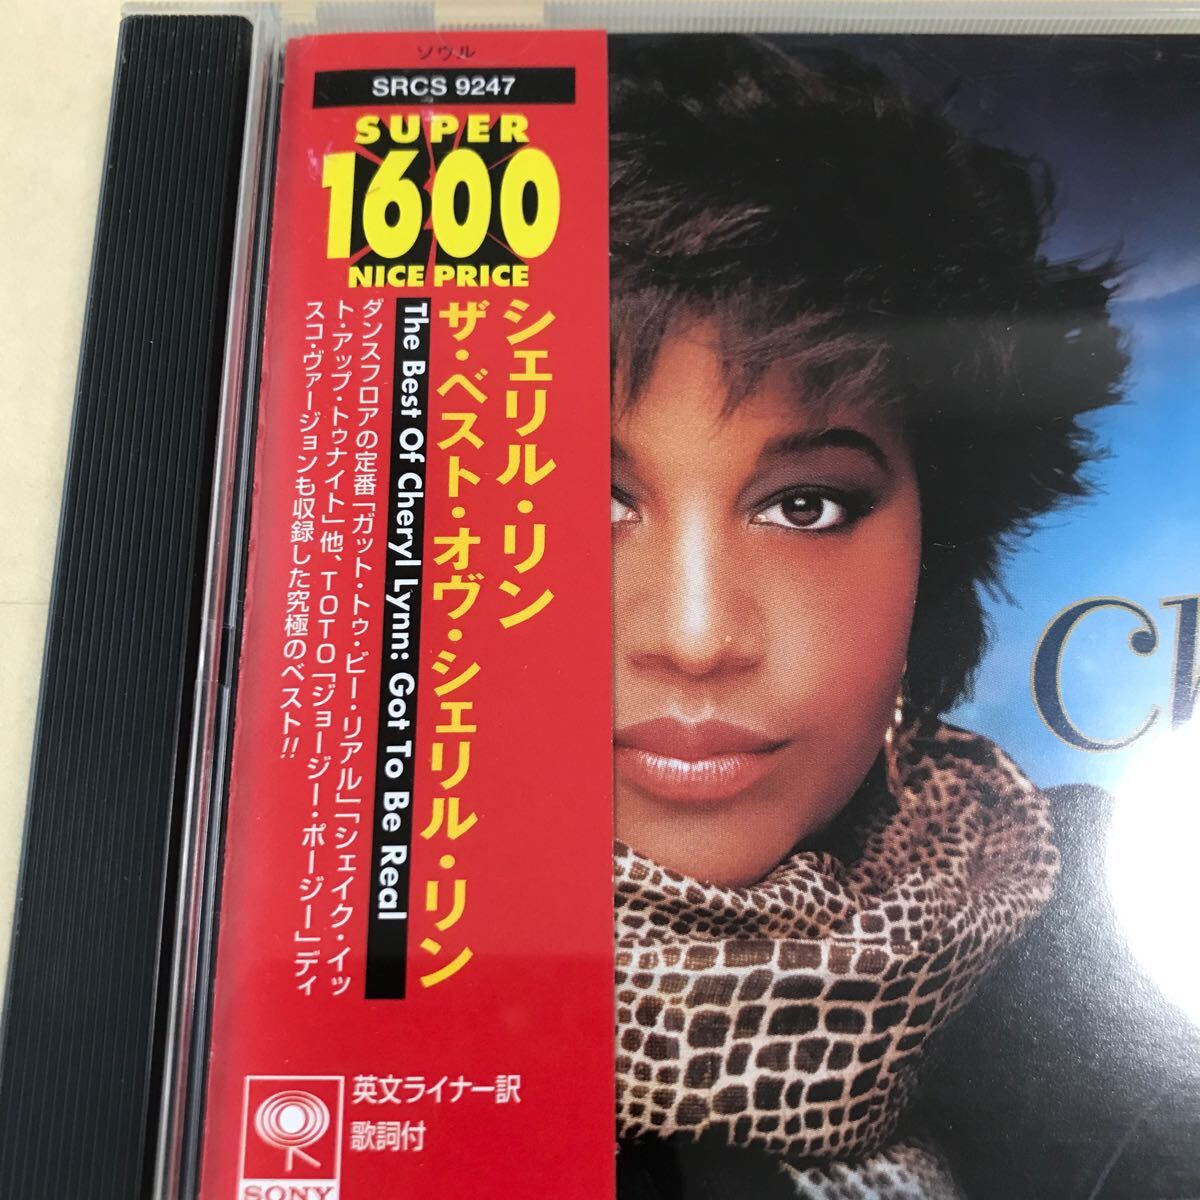 ソウル
SRCS 9247
SUPER
1600
NICE PRICE
シェリル・リン
ザ・ベスト・オヴ・シェリル・リン
The Best Of Cheryl Lynn: Got To Be Real
ダンスフロアの定番「ガット・トゥ・ビー・リアル」「シェイク・イッ
ト・アップ・トゥナイト」他、TOTO「ジョージー・ポージー」ディ
スコ・ヴァージョンも収録した究極のベスト!!
英文ライナー訳
歌詞付
SONY